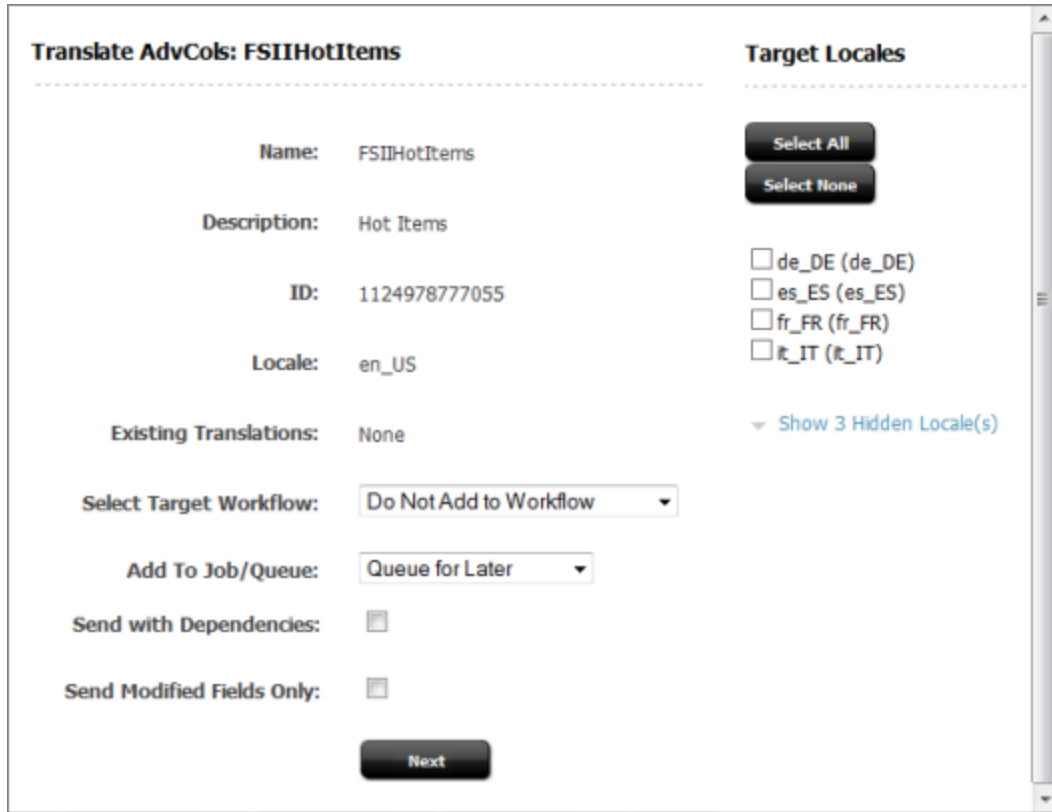 Translate AdvCols: FSIIHotItems
Name: FSIIHotItems
Description: Hot Items
ID: 1124978777055
Locale: en_US
Existing Translations: None
Select Target Workflow: Do Not Add to Workflow
Add To Job/Queue: Queue for Later
Send with Dependencies:
Send Modified Fields Only:
Next
Target Locales
Select All
Select None
de_DE (de_DE)
es_ES (es_ES)
fr_FR (fr_FR)
it_IT (it_IT)
Show 3 Hidden Locale(s)